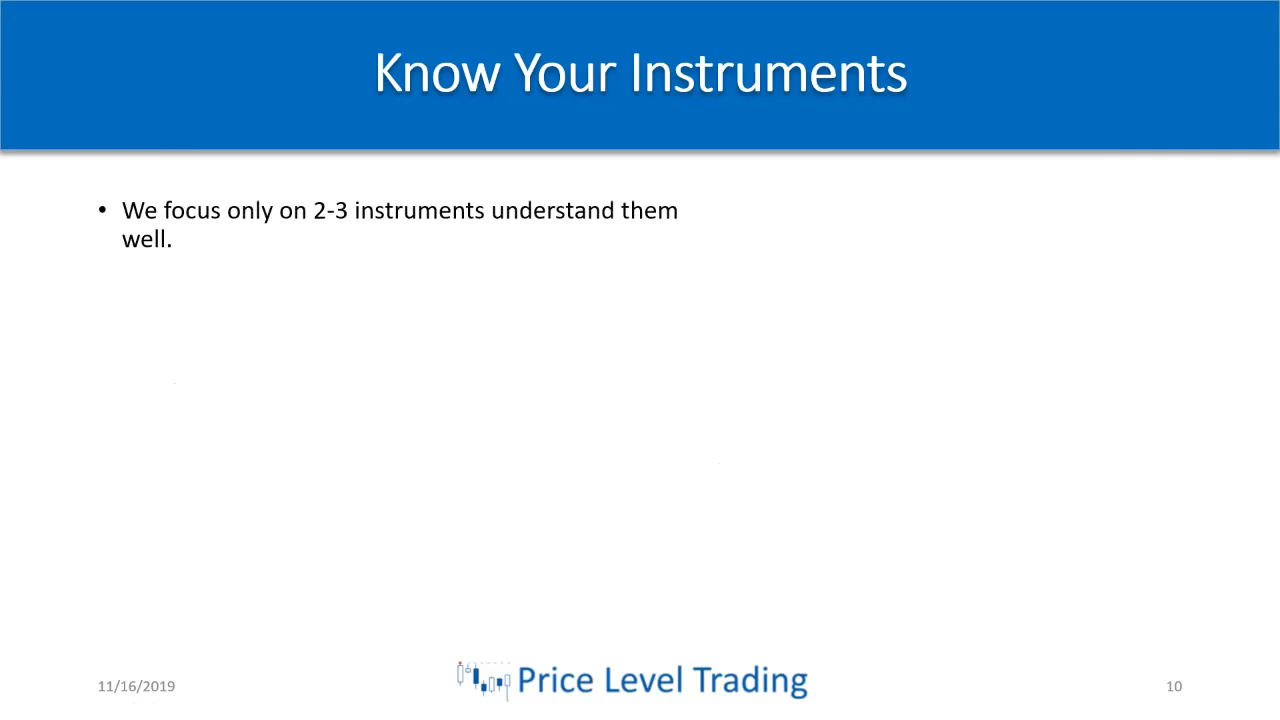 Know Your Instruments
• We focus only on 2-3 instruments understand them
well.
11/16/2019
Price Level Trading
10